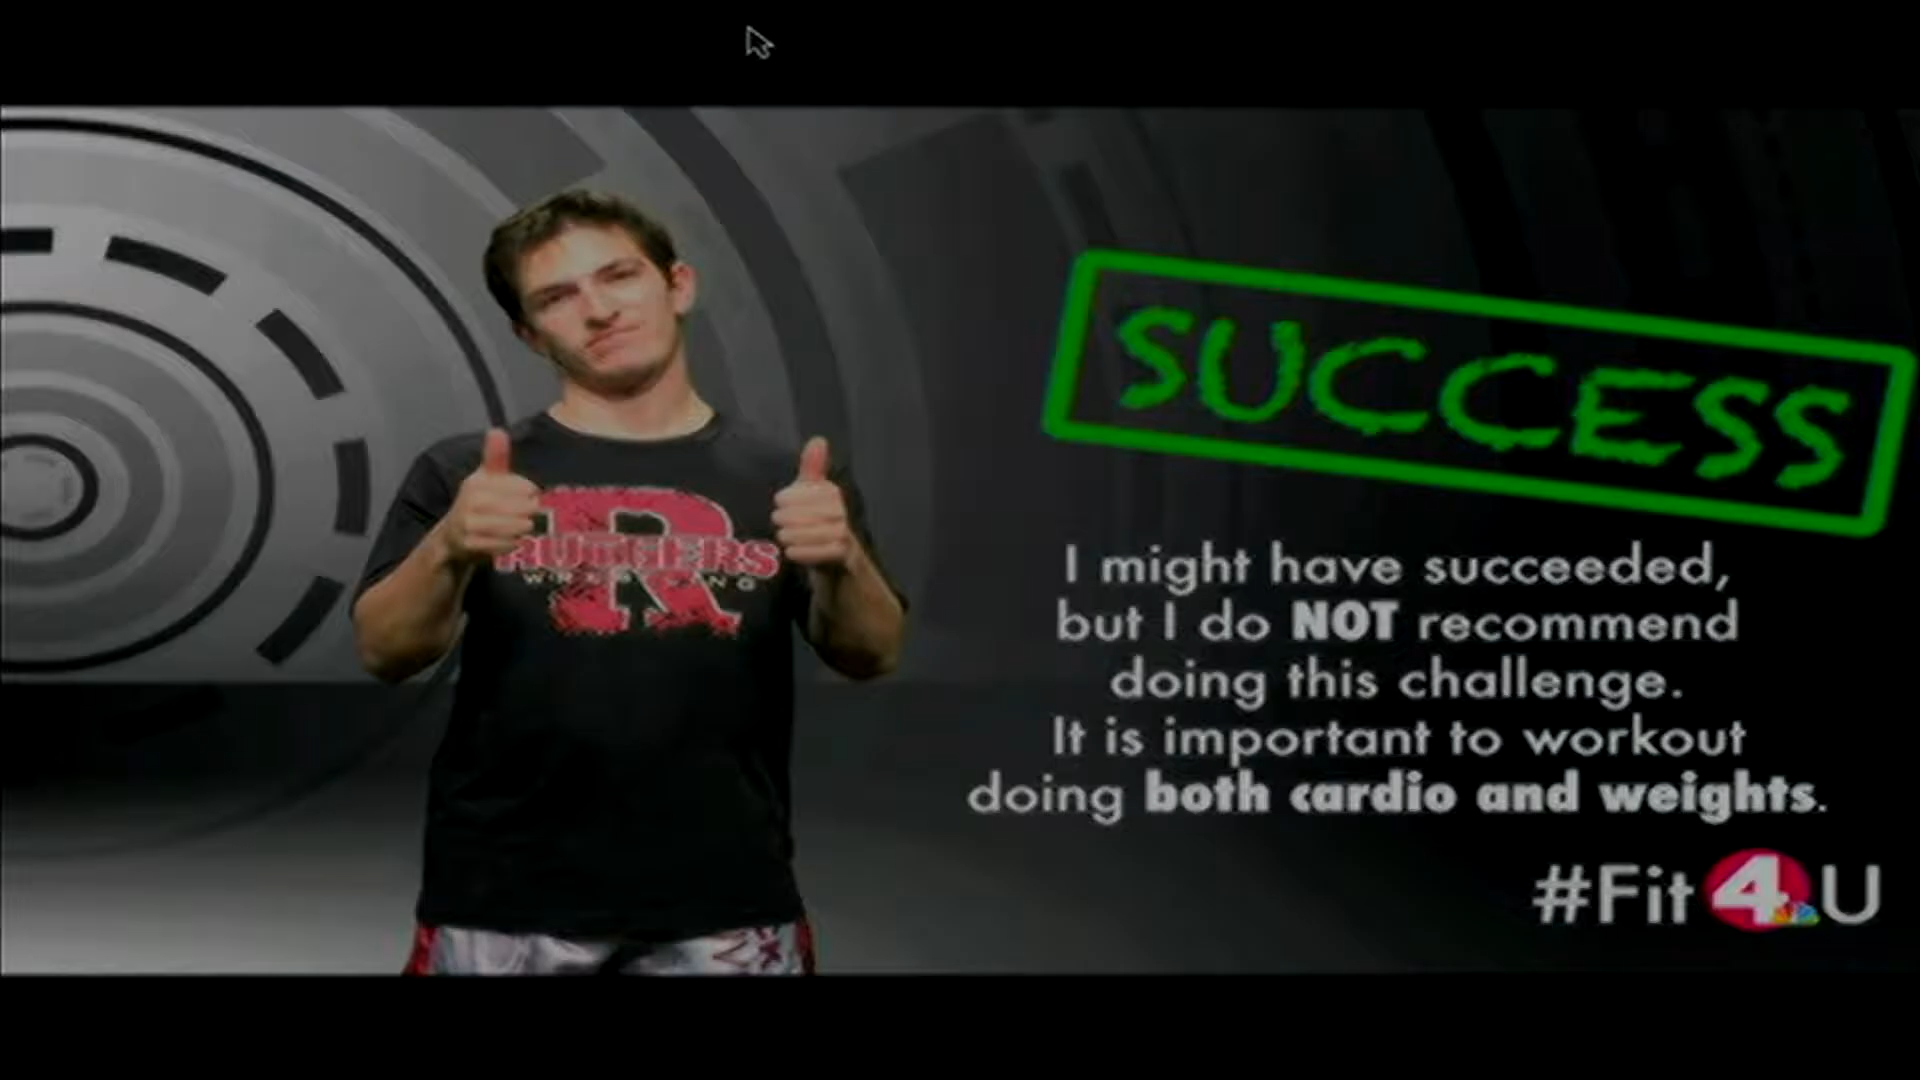 SUCCESS
R
RUTGERS
WRESTLING
I might have succeeded,
but I do NOT recommend
doing this challenge.
It is important to workout
doing both cardio and weights.
#Fit4U